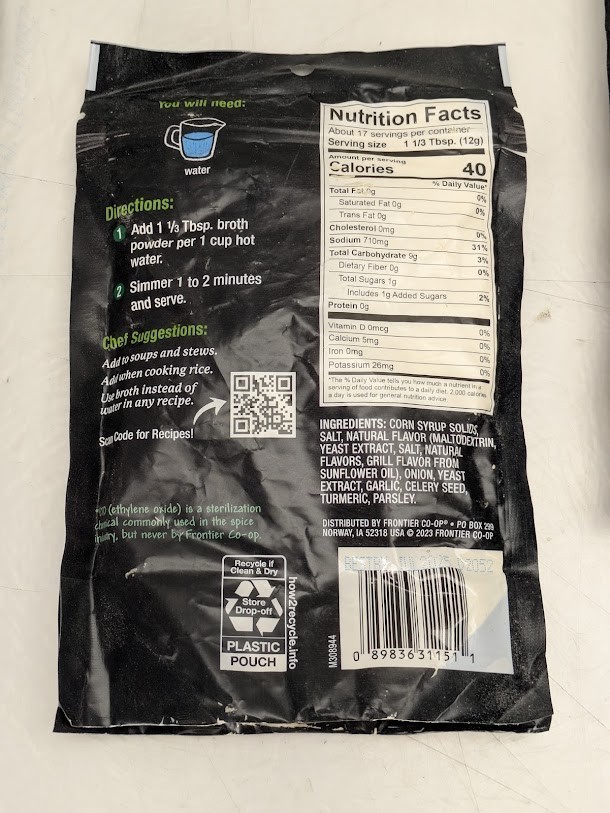 You will need:
water
Directions:
1 Add 1 1/3 Tbsp. broth
powder per 1 cup hot
water.
2 Simmer 1 to 2 minutes
and serve.
Chef Suggestions:
Add to soups and stews.
Add when cooking rice.
Use broth instead of
water in any recipe.
Scan Code for Recipes!
(ethylene oxide) is a sterilization
chemical commonly used in the spice
industry, but never by Frontier Co-op.
Recycle if
Clean & Dry
Store
Drop-off
PLASTIC
POUCH
how2recycle.info
Nutrition Facts
About 17 servings per container
Serving size 1 1/3 Tbsp. (12g)
Amount per serving
Calories 40
% Daily Value*
Total Fat 0g 0%
Saturated Fat 0g 0%
Trans Fat 0g
Cholesterol 0mg 0%
Sodium 710mg 31%
Total Carbohydrate 9g 3%
Dietary Fiber 0g 0%
Total Sugars 1g
Includes 1g Added Sugars 2%
Protein 0g
Vitamin D 0mcg 0%
Calcium 5mg 0%
Iron 0mg 0%
Potassium 26mg 0%
*The % Daily Value tells you how much a nutrient in a
serving of food contributes to a daily diet. 2,000 calories
a day is used for general nutrition advice.
INGREDIENTS: CORN SYRUP SOLIDS,
SALT, NATURAL FLAVOR (MALTODEXTRIN,
YEAST EXTRACT, SALT, NATURAL
FLAVORS, GRILL FLAVOR FROM
SUNFLOWER OIL), ONION, YEAST
EXTRACT, GARLIC, CELERY SEED,
TURMERIC, PARSLEY.
DISTRIBUTED BY FRONTIER CO-OP® • PO BOX 299
NORWAY, IA 52318 USA © 2023 FRONTIER CO-OP
M308944
0 89836 31151 1